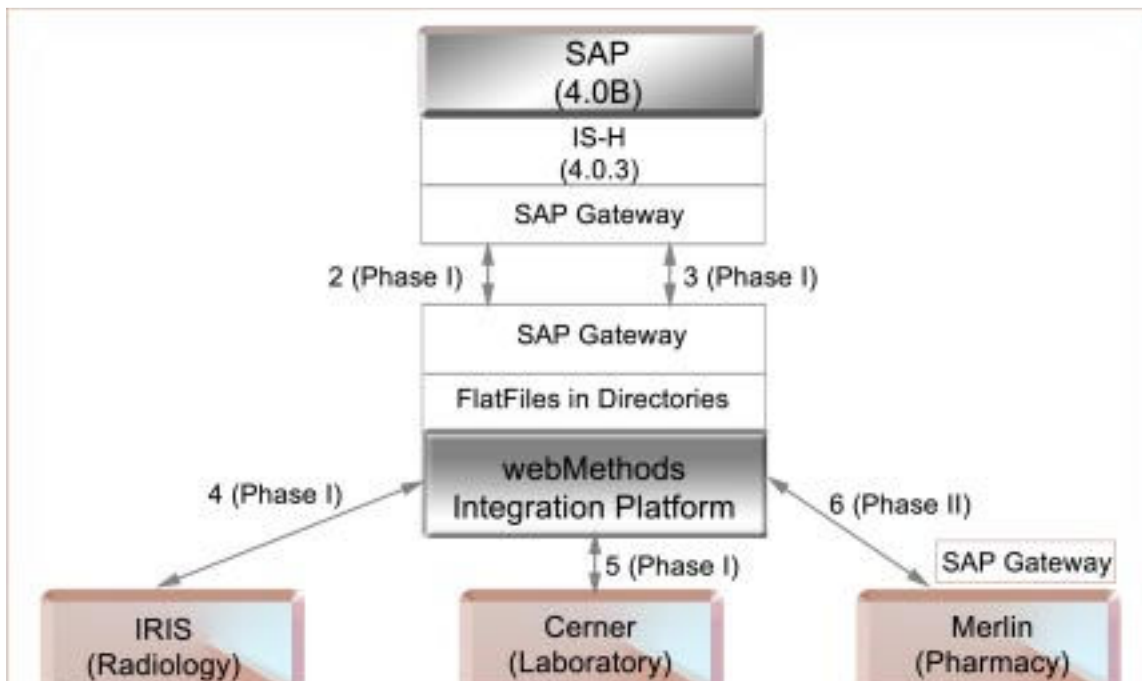 SAP
(4.0B)
IS-H
(4.0.3)
SAP Gateway
2 (Phase I)
3 (Phase I)
SAP Gateway
FlatFiles in Directories
webMethods
Integration Platform
4 (Phase I)
6 (Phase II)
5 (Phase I)
SAP Gateway
IRIS
(Radiology)
Cerner
(Laboratory)
Merlin
(Pharmacy)